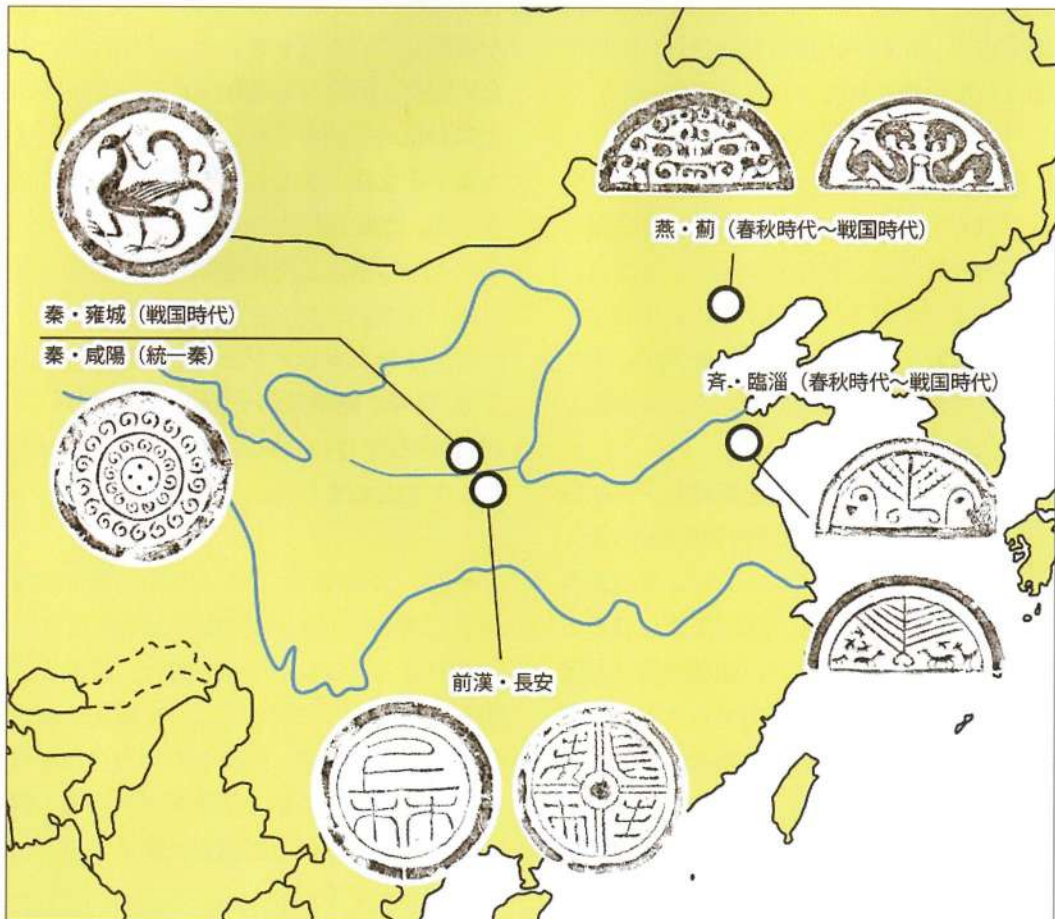 燕・薊（春秋時代～戦国時代）
秦・雍城（戦国時代）
秦・咸陽（統一秦）
斉・臨淄（春秋時代～戦国時代）
前漢・長安